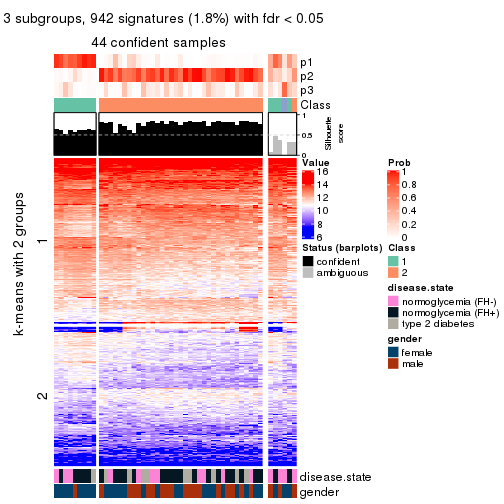 3 subgroups, 942 signatures (1.8%) with fdr < 0.05
44 confident samples
p1
p2
p3
Class
1
0.5
0
Silhouette
score
k-means with 2 groups
1
2
Value
16
14
12
10
8
6
Status (barplots)
confident
ambiguous
Prob
1
0.8
0.6
0.4
0.2
0
Class
1
2
disease.state
normoglycemia (FH-)
normoglycemia (FH+)
type 2 diabetes
gender
female
male
disease.state
gender